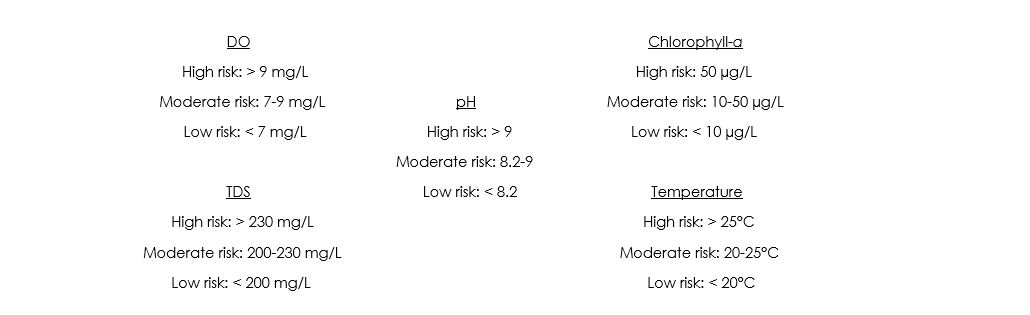 DO
High risk: > 9 mg/L
Moderate risk: 7-9 mg/L
Low risk: < 7 mg/L
TDS
High risk: > 230 mg/L
Moderate risk: 200-230 mg/L
Low risk: < 200 mg/L
pH
High risk: > 9
Moderate risk: 8.2-9
Low risk: < 8.2
Chlorophyll-a
High risk: 50 µg/L
Moderate risk: 10-50 µg/L
Low risk: < 10 µg/L
Temperature
High risk: > 25°C
Moderate risk: 20-25°C
Low risk: < 20°C